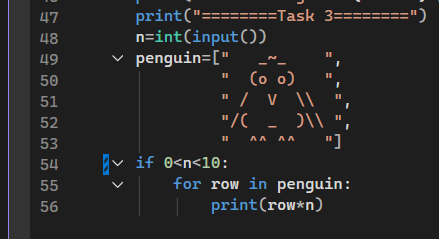 47 print("========Task 3========")
48 n=int(input())
49 penguin=["   _~_    ",
50          "  (o o)   ",
51          " /  V  \\  ",
52          "/(  _  )\\ ",
53          "  ^^ ^^   "]
54 if 0<n<10:
55     for row in penguin:
56         print(row*n)